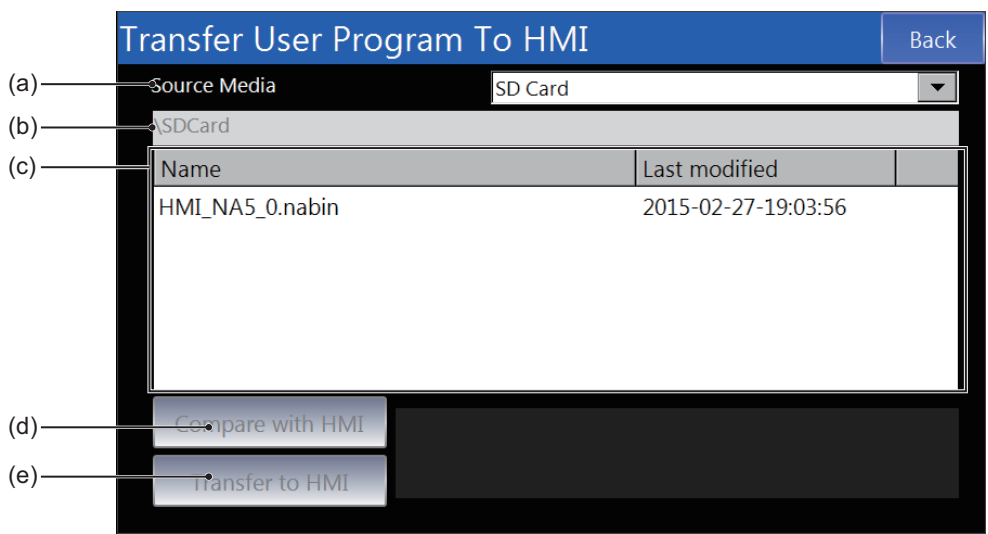 Transfer User Program To HMI Back
(a) Source Media SD Card
(b) \SDCard
(c) Name Last modified
HMI_NA5_0.nabin 2015-02-27-19:03:56
(d) Compare with HMI
(e) Transfer to HMI